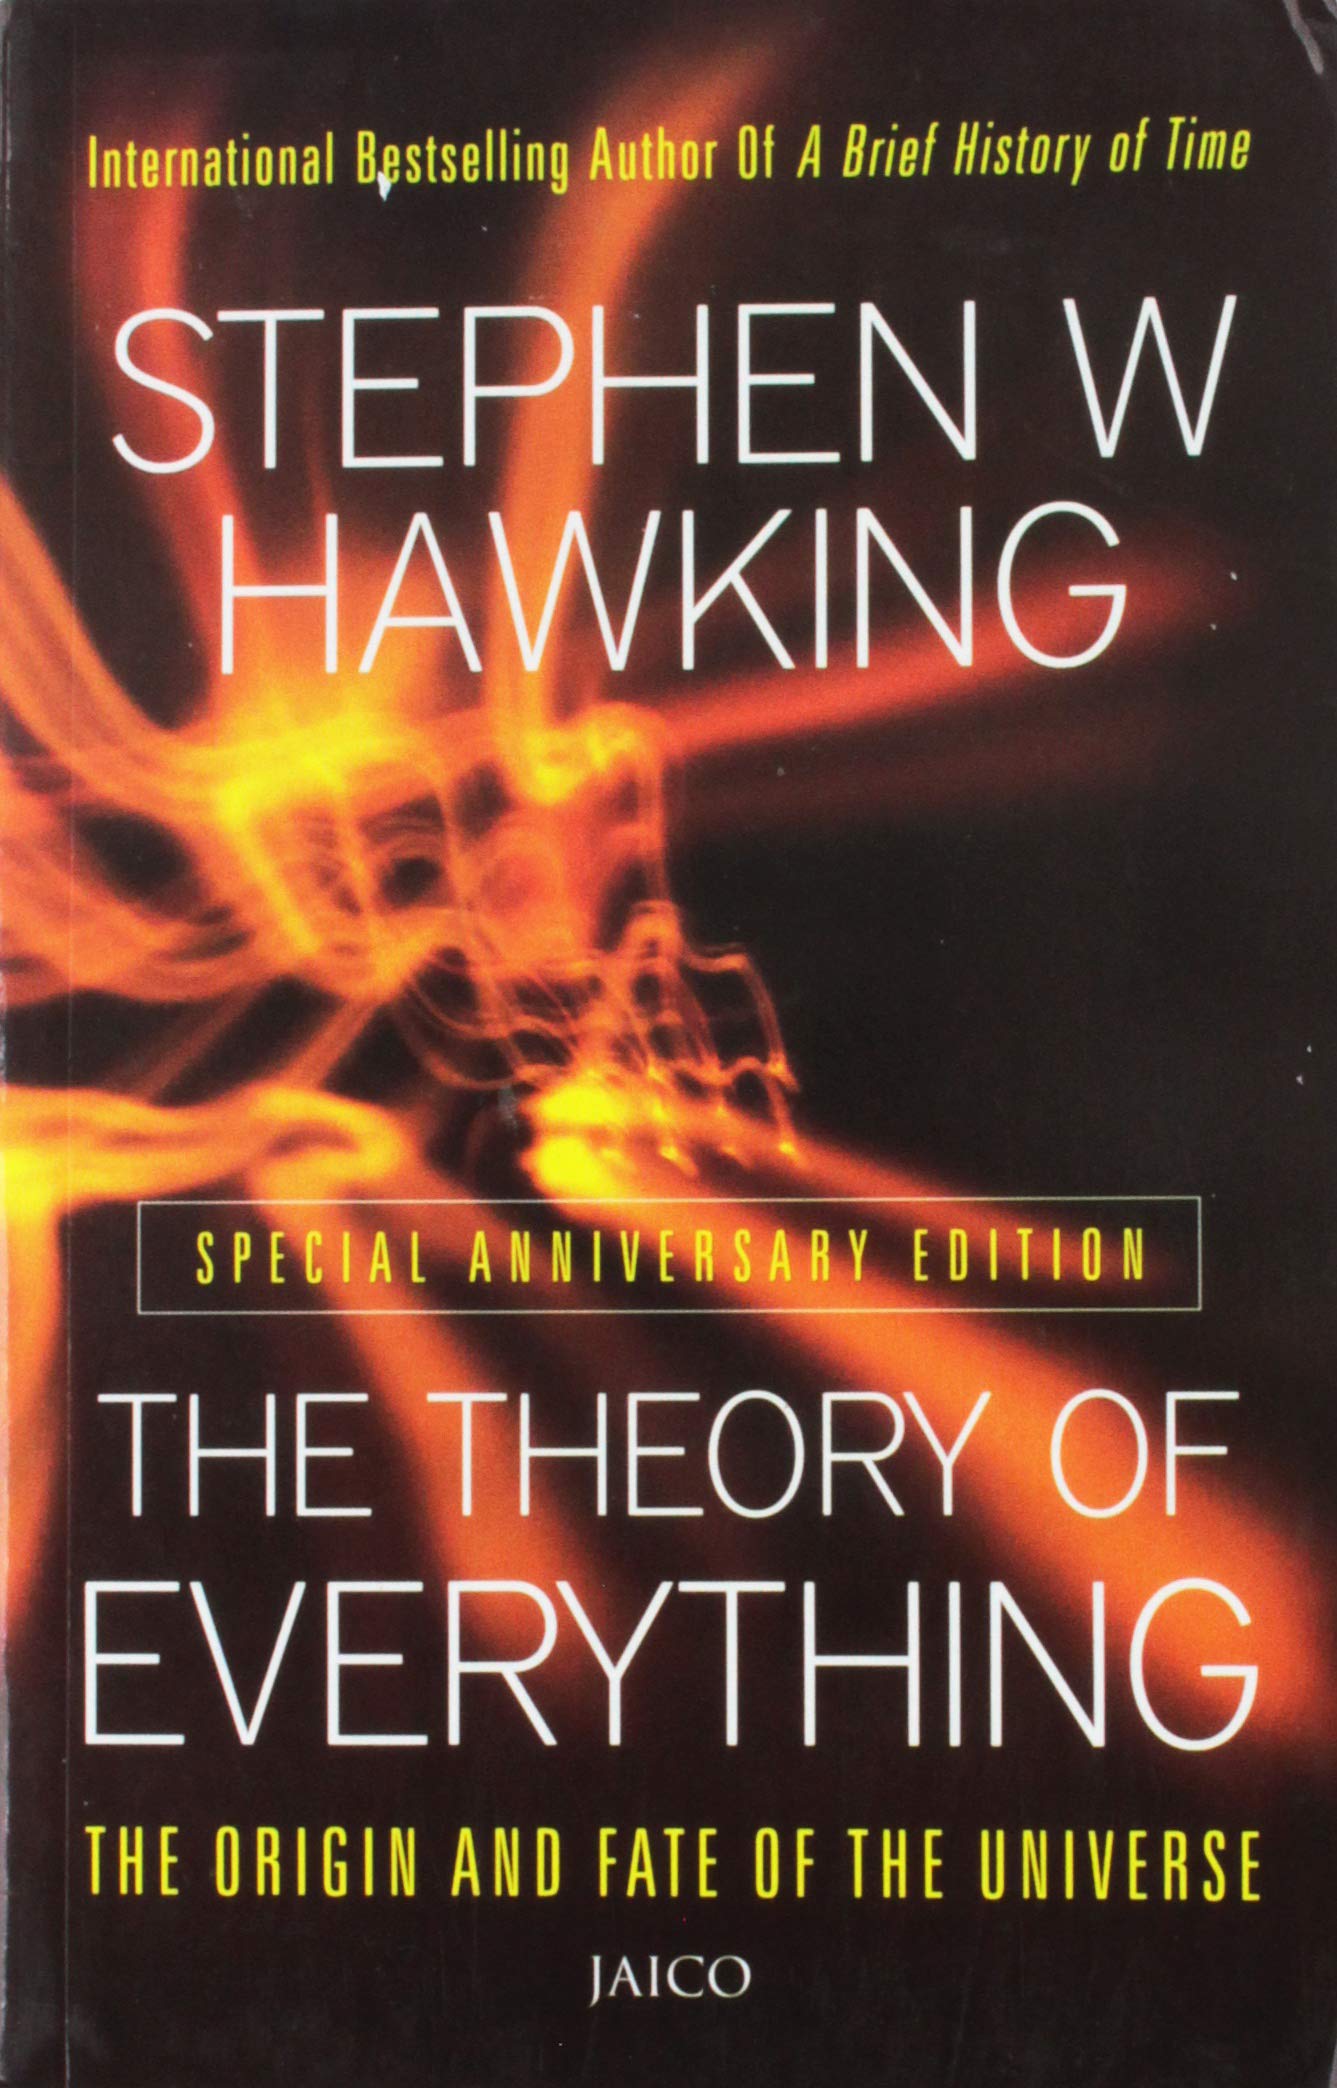 International Bestselling Author Of A Brief History of Time
STEPHEN W
HAWKING
SPECIAL ANNIVERSARY EDITION
THE THEORY OF
EVERYTHING
THE ORIGIN AND FATE OF THE UNIVERSE
JAICO